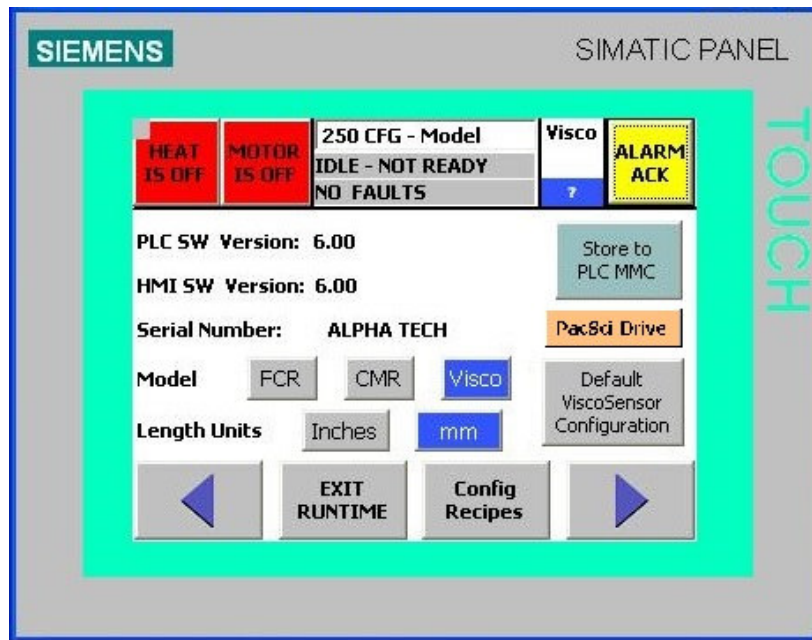 SIEMENS
SIMATIC PANEL
TOUCH
HEAT
IS OFF
MOTOR
IS OFF
250 CFG - Model
IDLE - NOT READY
NO FAULTS
Visco
?
ALARM
ACK
PLC SW Version: 6.00
Store to
PLC MMC
HMI SW Version: 6.00
Serial Number: ALPHA TECH
PacSci Drive
Model FCR CMR Visco
Default
ViscoSensor
Configuration
Length Units Inches mm
EXIT
RUNTIME
Config
Recipes